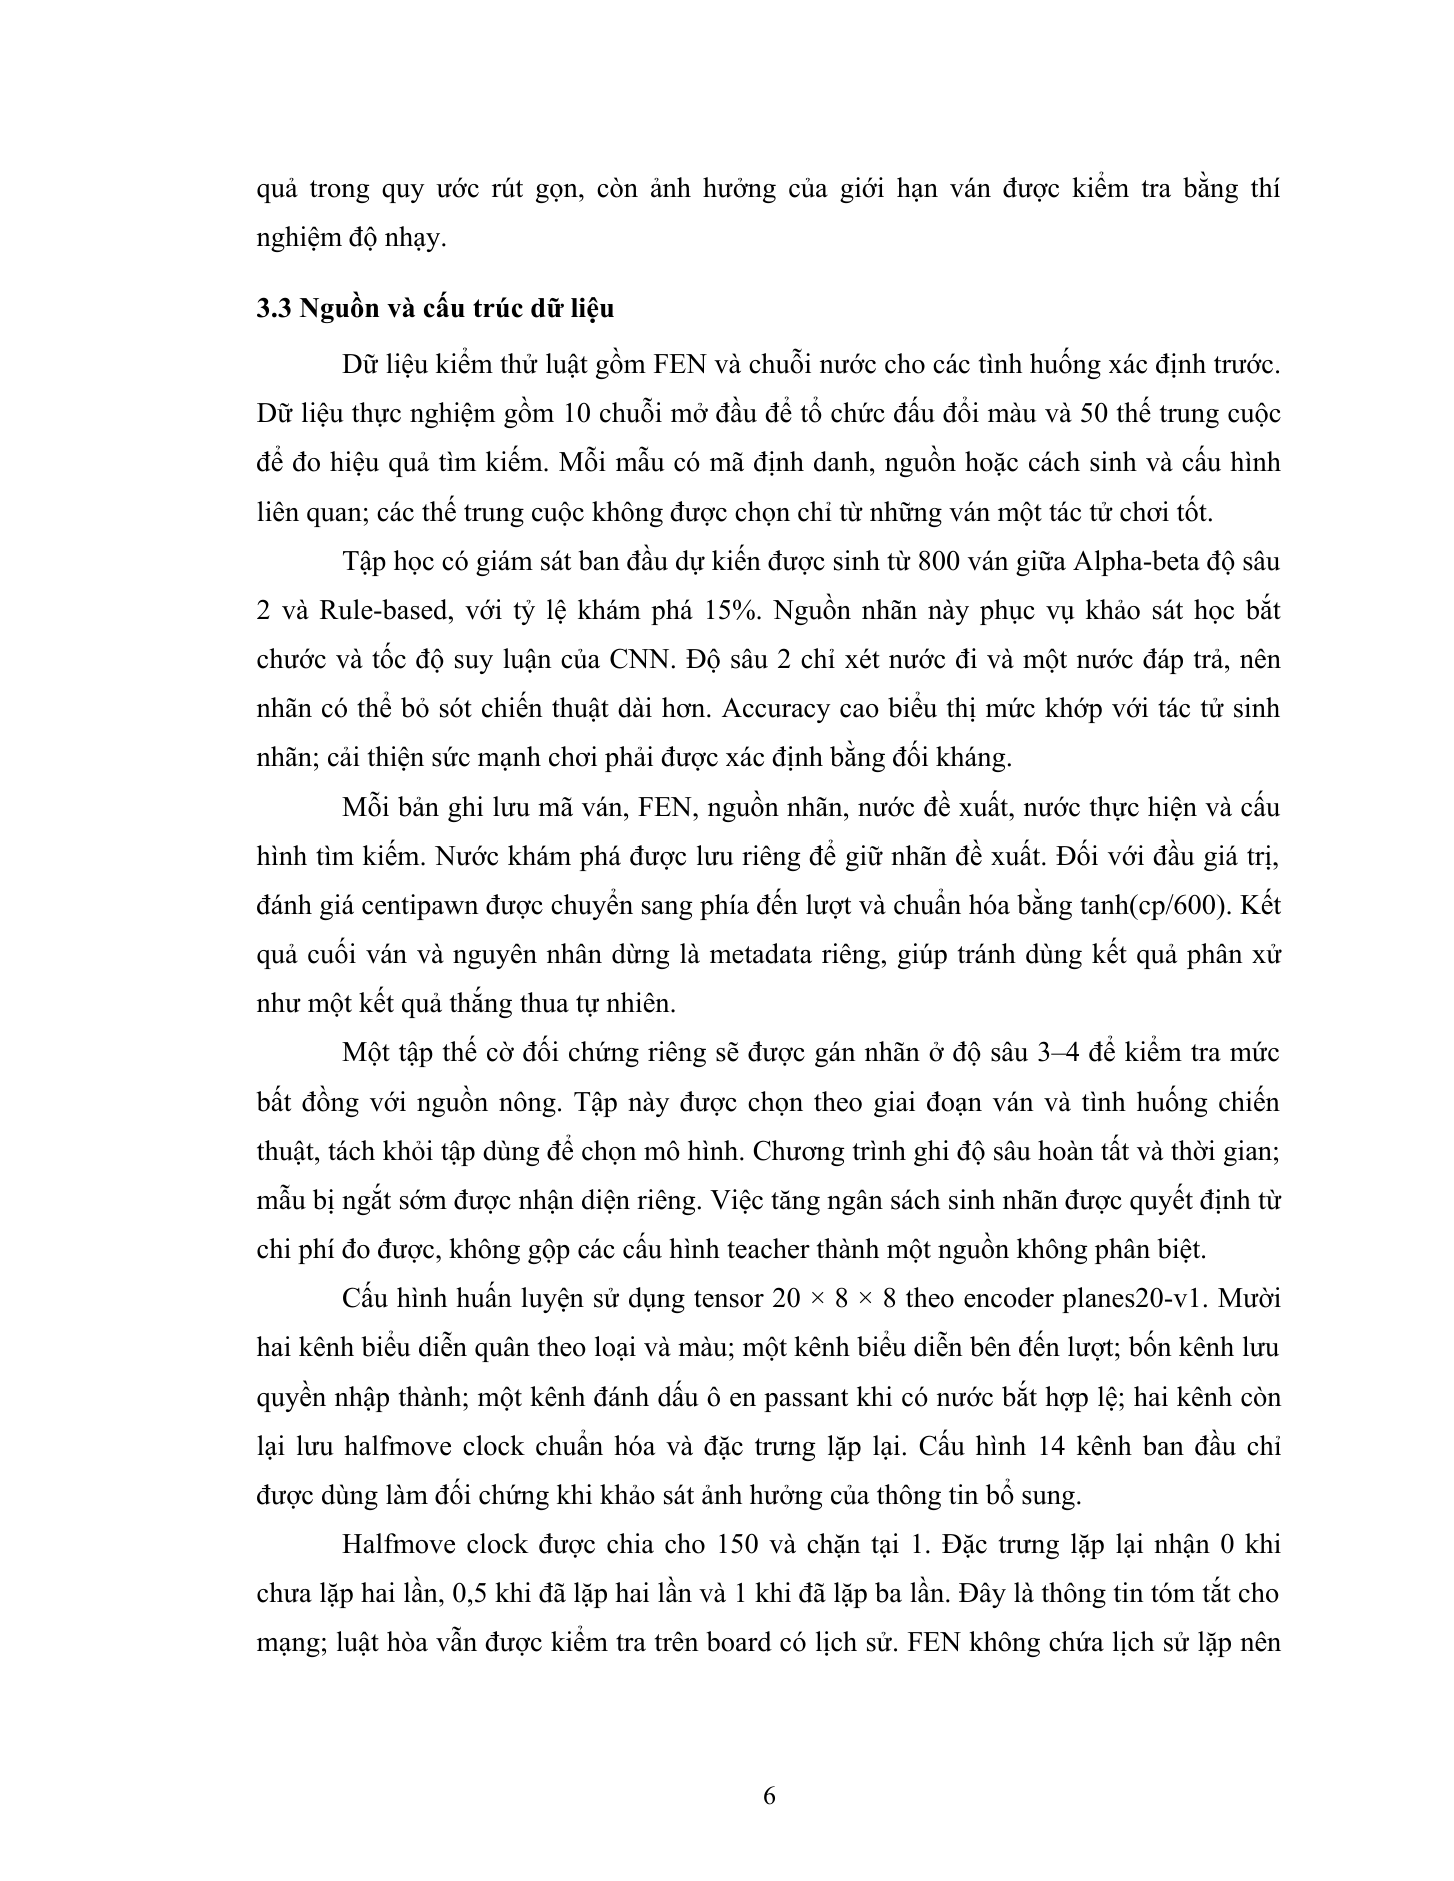 quả trong quy ước rút gọn, còn ảnh hưởng của giới hạn ván được kiểm tra bằng thí
nghiệm độ nhạy.
3.3 Nguồn và cấu trúc dữ liệu
Dữ liệu kiểm thử luật gồm FEN và chuỗi nước cho các tình huống xác định trước.
Dữ liệu thực nghiệm gồm 10 chuỗi mở đầu để tổ chức đấu đổi màu và 50 thế trung cuộc
để đo hiệu quả tìm kiếm. Mỗi mẫu có mã định danh, nguồn hoặc cách sinh và cấu hình
liên quan; các thế trung cuộc không được chọn chỉ từ những ván một tác tử chơi tốt.
Tập học có giám sát ban đầu dự kiến được sinh từ 800 ván giữa Alpha-beta độ sâu
2 và Rule-based, với tỷ lệ khám phá 15%. Nguồn nhãn này phục vụ khảo sát học bắt
chước và tốc độ suy luận của CNN. Độ sâu 2 chỉ xét nước đi và một nước đáp trả, nên
nhãn có thể bỏ sót chiến thuật dài hơn. Accuracy cao biểu thị mức khớp với tác tử sinh
nhãn; cải thiện sức mạnh chơi phải được xác định bằng đối kháng.
Mỗi bản ghi lưu mã ván, FEN, nguồn nhãn, nước đề xuất, nước thực hiện và cấu
hình tìm kiếm. Nước khám phá được lưu riêng để giữ nhãn đề xuất. Đối với đầu giá trị,
đánh giá centipawn được chuyển sang phía đến lượt và chuẩn hóa bằng tanh(cp/600). Kết
quả cuối ván và nguyên nhân dừng là metadata riêng, giúp tránh dùng kết quả phân xử
như một kết quả thắng thua tự nhiên.
Một tập thế cờ đối chứng riêng sẽ được gán nhãn ở độ sâu 3–4 để kiểm tra mức
bất đồng với nguồn nông. Tập này được chọn theo giai đoạn ván và tình huống chiến
thuật, tách khỏi tập dùng để chọn mô hình. Chương trình ghi độ sâu hoàn tất và thời gian;
mẫu bị ngắt sớm được nhận diện riêng. Việc tăng ngân sách sinh nhãn được quyết định từ
chi phí đo được, không gộp các cấu hình teacher thành một nguồn không phân biệt.
Cấu hình huấn luyện sử dụng tensor 20 × 8 × 8 theo encoder planes20-v1. Mười
hai kênh biểu diễn quân theo loại và màu; một kênh biểu diễn bên đến lượt; bốn kênh lưu
quyền nhập thành; một kênh đánh dấu ô en passant khi có nước bắt hợp lệ; hai kênh còn
lại lưu halfmove clock chuẩn hóa và đặc trưng lặp lại. Cấu hình 14 kênh ban đầu chỉ
được dùng làm đối chứng khi khảo sát ảnh hưởng của thông tin bổ sung.
Halfmove clock được chia cho 150 và chặn tại 1. Đặc trưng lặp lại nhận 0 khi
chưa lặp hai lần, 0,5 khi đã lặp hai lần và 1 khi đã lặp ba lần. Đây là thông tin tóm tắt cho
mạng; luật hòa vẫn được kiểm tra trên board có lịch sử. FEN không chứa lịch sử lặp nên
6